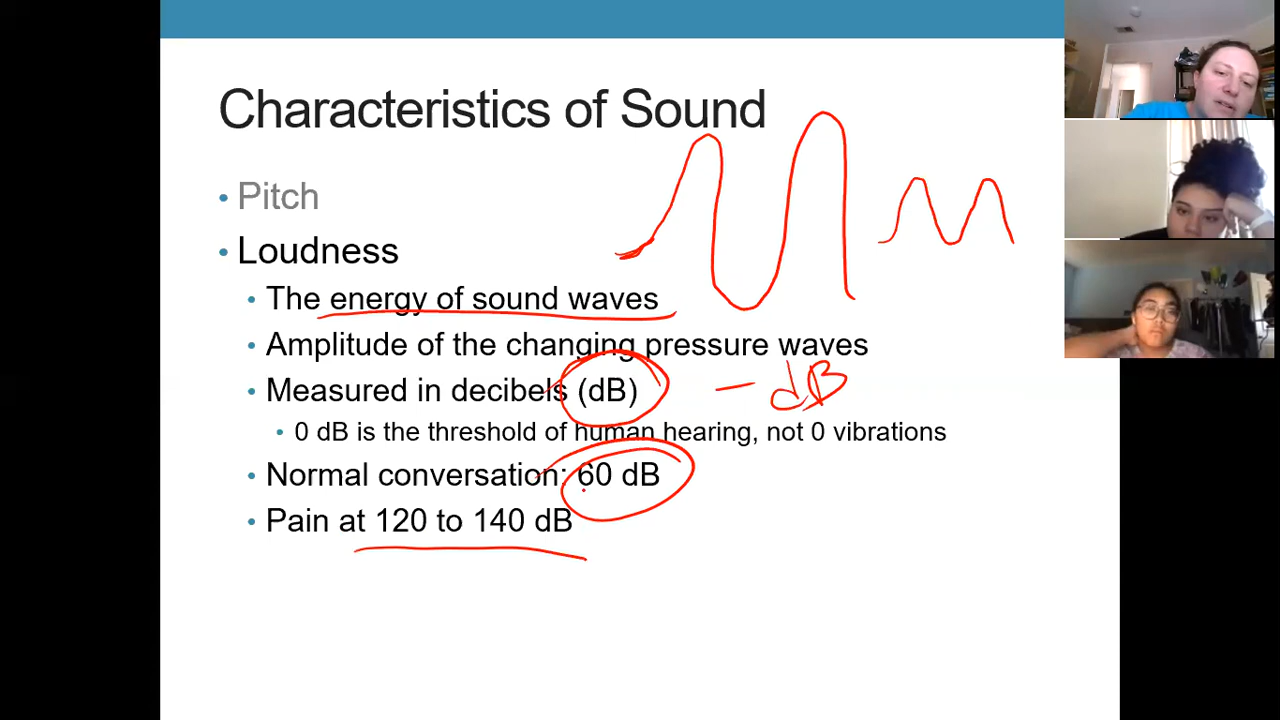 Characteristics of Sound
• Pitch
• Loudness
• The energy of sound waves
• Amplitude of the changing pressure waves
• Measured in decibels (dB) – dB
• 0 dB is the threshold of human hearing, not 0 vibrations
• Normal conversation: 60 dB
• Pain at 120 to 140 dB